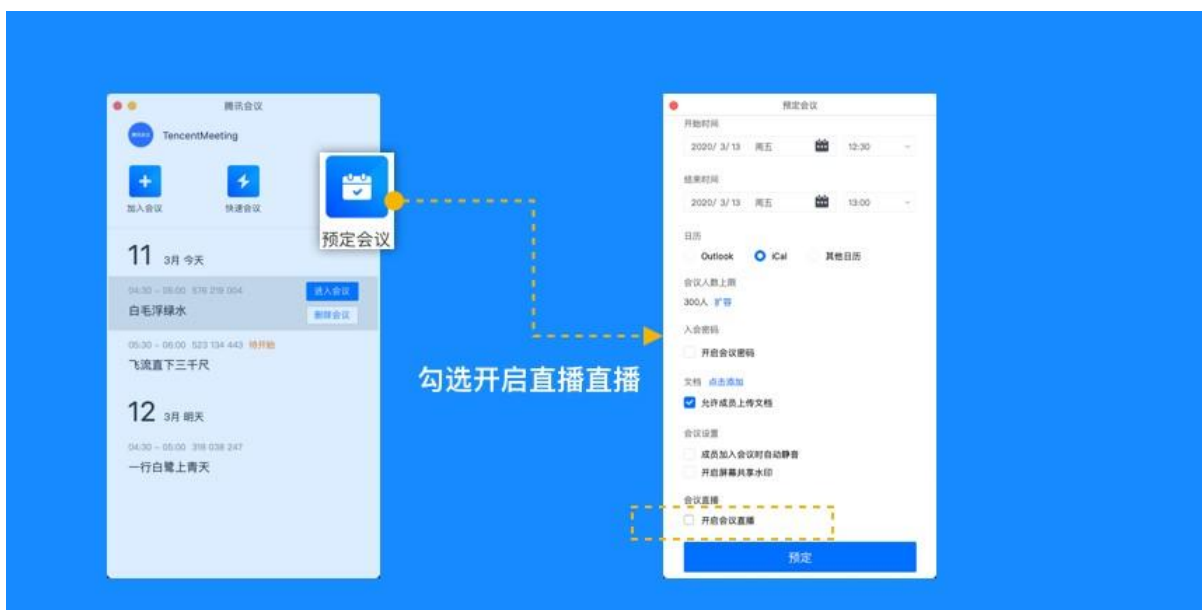 腾讯会议
TencentMeeting
加入会议
快速会议
预定会议
11 3月 今天
04:30 - 05:00 576 219 004
进入会议
白毛浮绿水
删除会议
05:30 - 06:00 523 134 443 待开始
飞流直下三千尺
12 3月 明天
04:30 - 05:00 318 038 247
一行白鹭上青天
勾选开启直播直播
预定会议
开始时间
2020/ 3/ 13 周五 12:30
结束时间
2020/ 3/ 13 周五 13:00
日历
Outlook iCal 其他日历
会议人数上限
300人 扩容
入会密码
开启会议密码
文档 点击添加
允许成员上传文档
会议设置
成员加入会议时自动静音
开启屏幕共享水印
会议直播
开启会议直播
预定